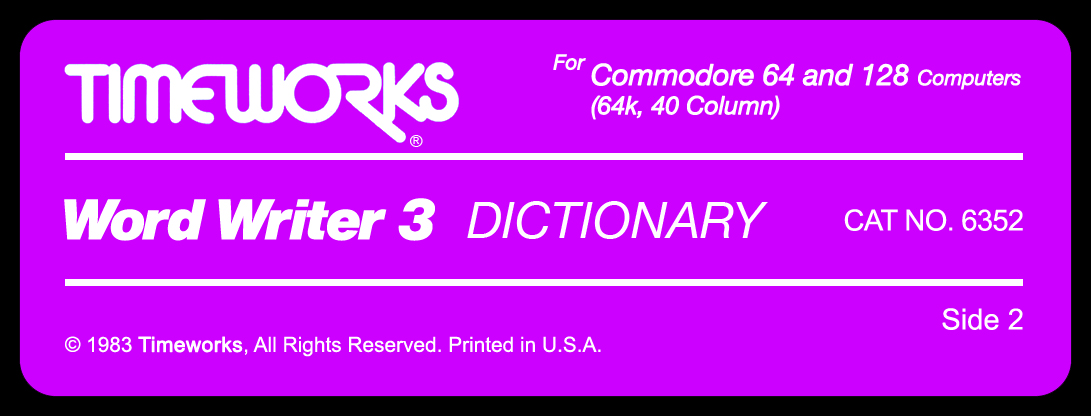 TIMEWORKS®
For Commodore 64 and 128 Computers
(64k, 40 Column)
Word Writer 3 DICTIONARY CAT NO. 6352
Side 2
© 1983 Timeworks, All Rights Reserved. Printed in U.S.A.